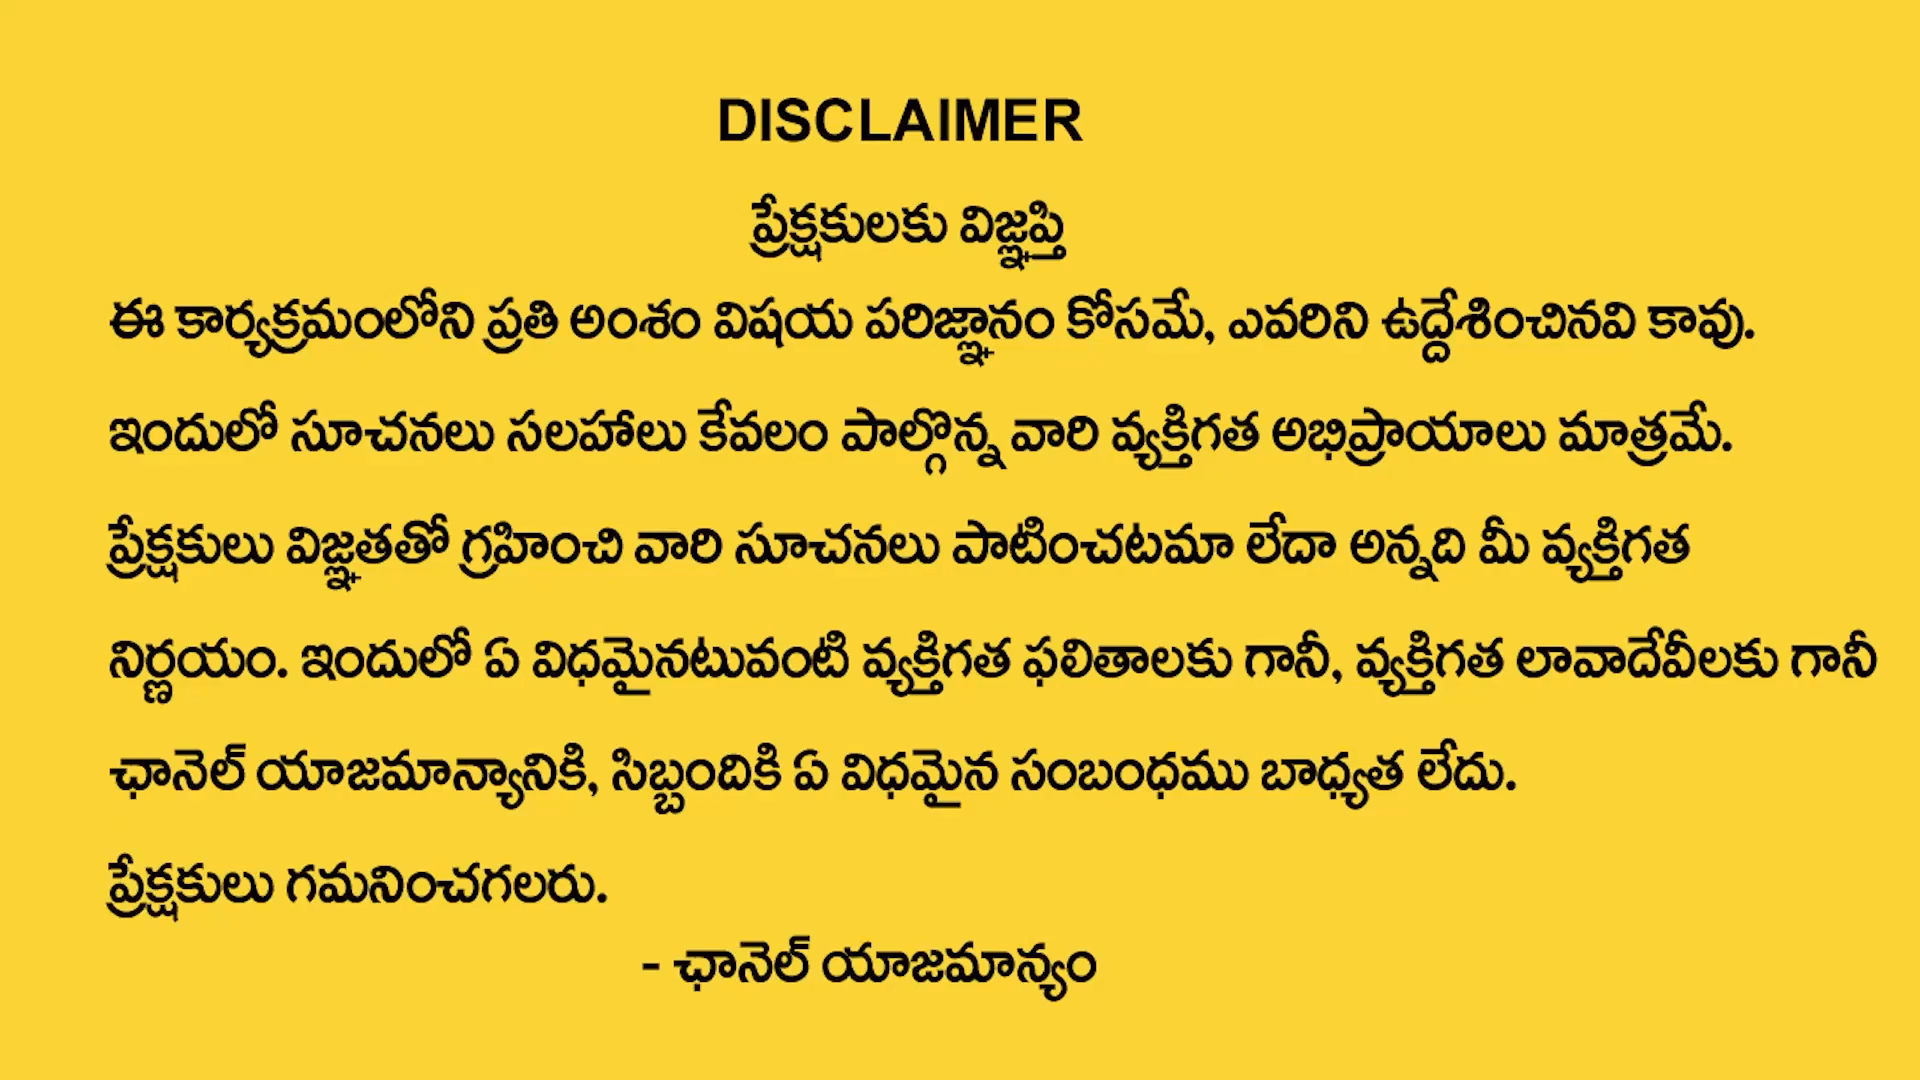 DISCLAIMER
ప్రేక్షకులకు విజ్ఞప్తి
ఈ కార్యక్రమంలోని ప్రతి అంశం విషయ పరిజ్ఞానం కోసమే, ఎవరిని ఉద్దేశించినవి కావు.
ఇందులో సూచనలు సలహాలు కేవలం పాల్గొన్న వారి వ్యక్తిగత అభిప్రాయాలు మాత్రమే.
ప్రేక్షకులు విజ్ఞతతో గ్రహించి వారి సూచనలు పాటించటమా లేదా అన్నది మీ వ్యక్తిగత
నిర్ణయం. ఇందులో ఏ విధమైనటువంటి వ్యక్తిగత ఫలితాలకు గానీ, వ్యక్తిగత లావాదేవీలకు గానీ
ఛానెల్ యాజమాన్యానికి, సిబ్బందికి ఏ విధమైన సంబంధము బాధ్యత లేదు.
ప్రేక్షకులు గమనించగలరు.
- ఛానెల్ యాజమాన్యం